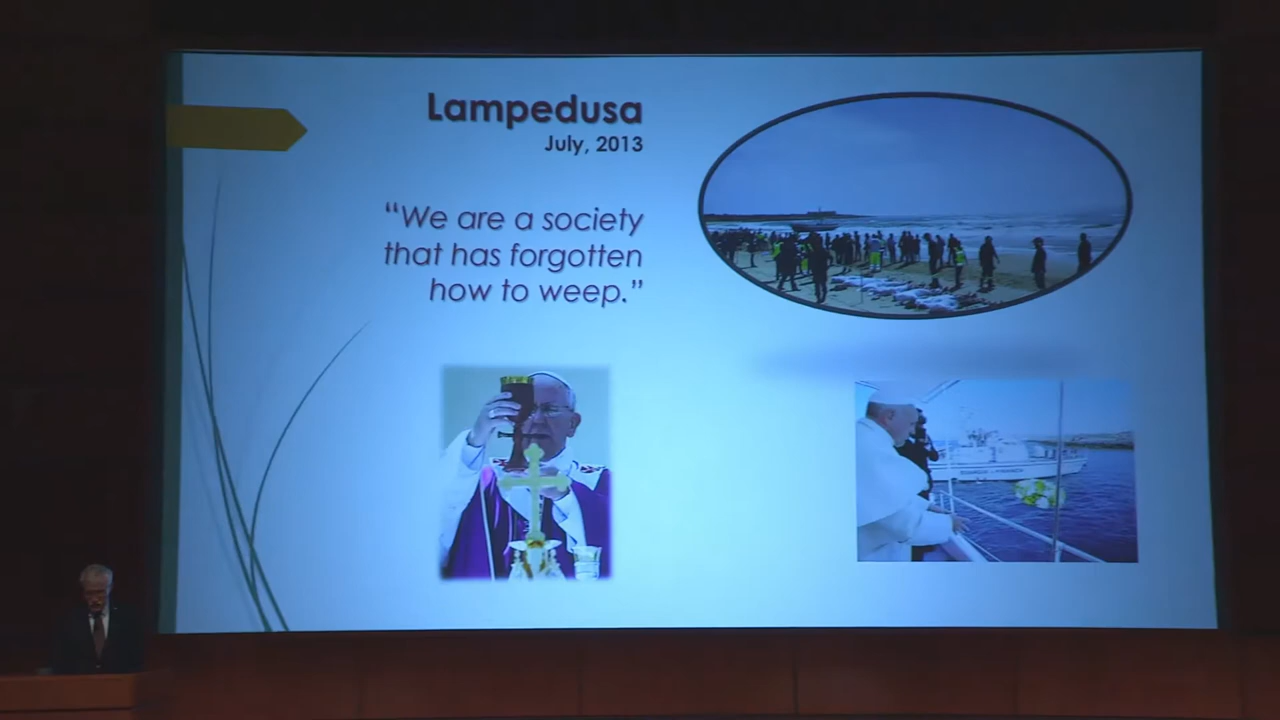 Lampedusa
July, 2013
“We are a society
that has forgotten
how to weep.”